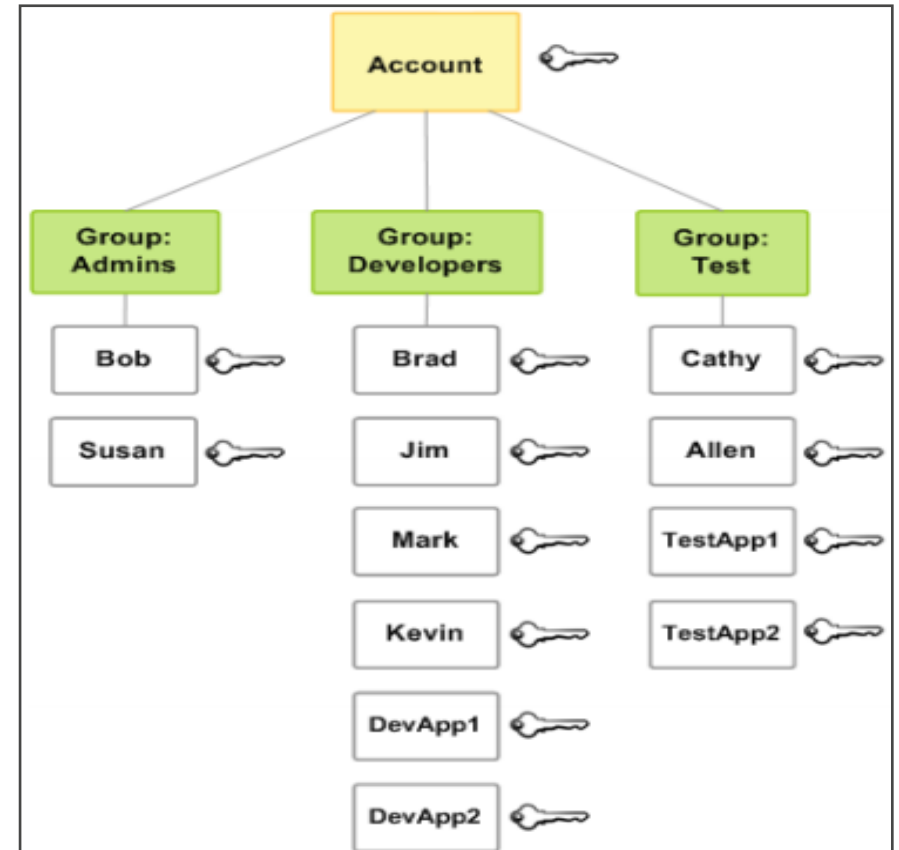 Account
Group:
Admins
Group:
Developers
Group:
Test
Bob
Susan
Brad
Jim
Mark
Kevin
DevApp1
DevApp2
Cathy
Allen
TestApp1
TestApp2